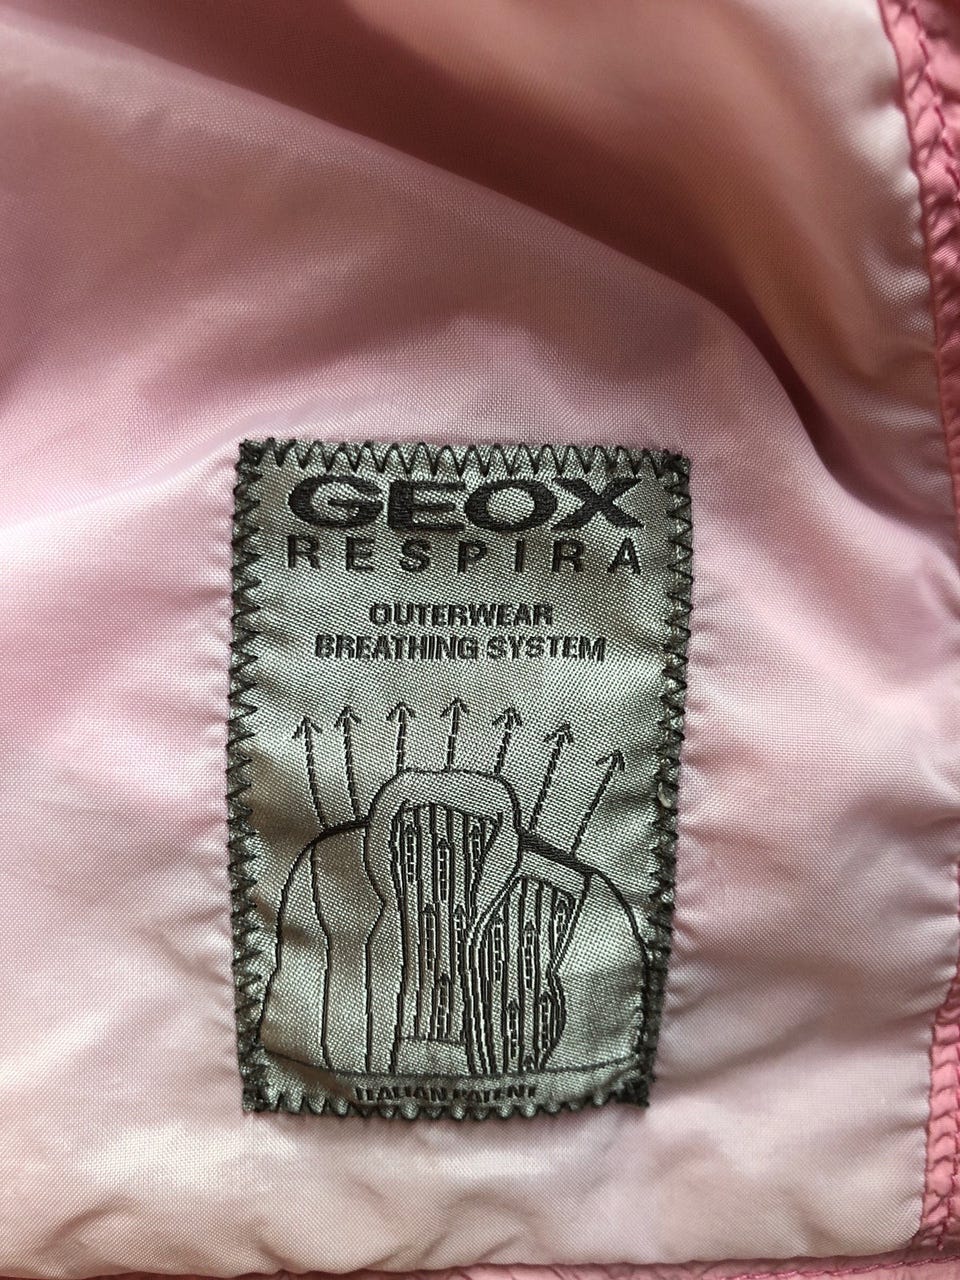 GEOX
RESPIRA
OUTERWEAR
BREATHING SYSTEM
ITALIAN PATENT